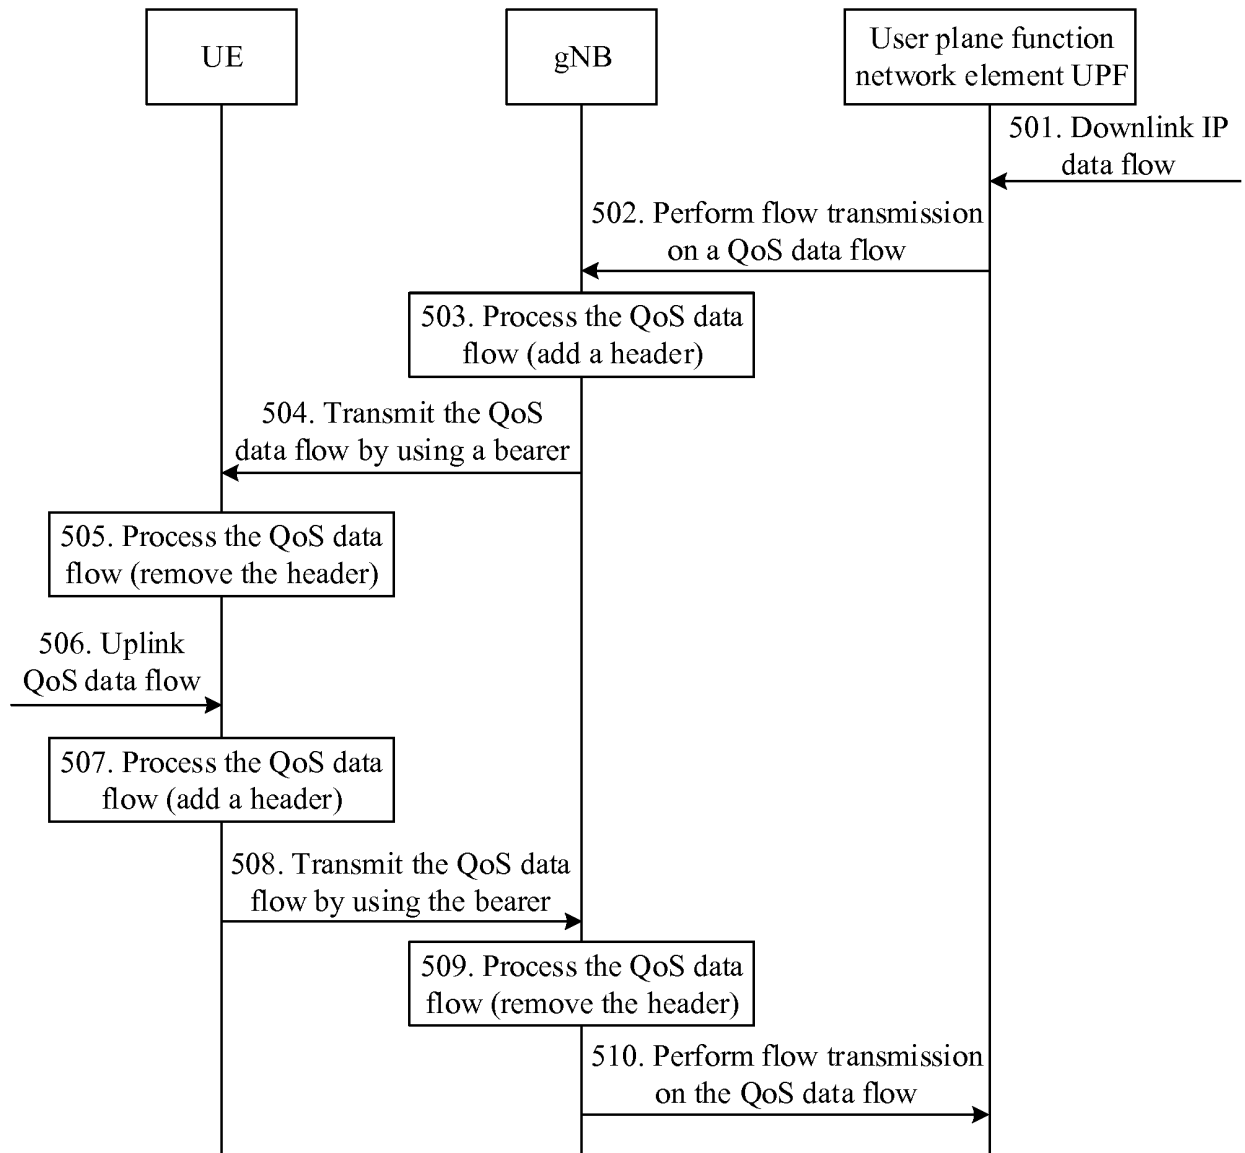 UE
gNB
User plane function
network element UPF
501. Downlink IP
data flow
502. Perform flow transmission
on a QoS data flow
503. Process the QoS data
flow (add a header)
504. Transmit the QoS
data flow by using a bearer
505. Process the QoS data
flow (remove the header)
506. Uplink
QoS data flow
507. Process the QoS data
flow (add a header)
508. Transmit the QoS data
flow by using the bearer
509. Process the QoS data
flow (remove the header)
510. Perform flow transmission
on the QoS data flow